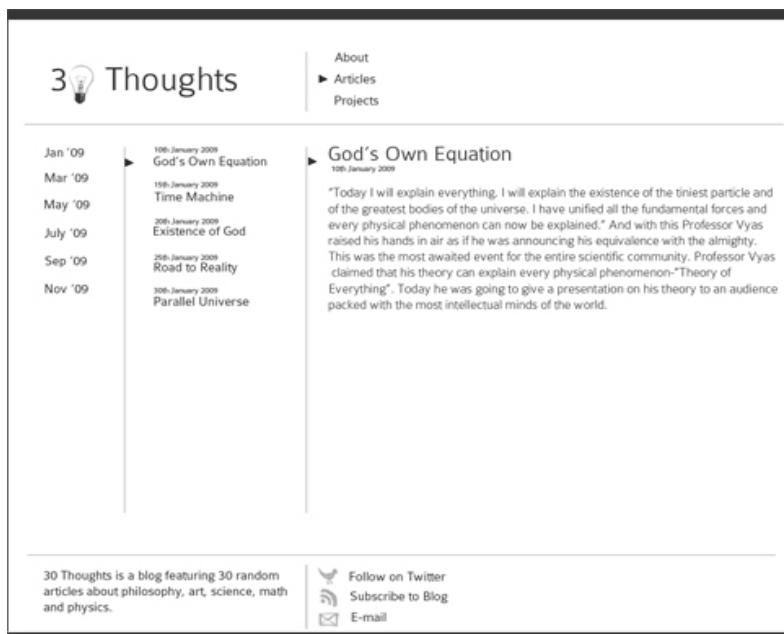 30 Thoughts
About
Articles
Projects
Jan '09
Mar '09
May '09
July '09
Sep '09
Nov '09
10th January 2009
God's Own Equation
15th January 2009
Time Machine
20th January 2009
Existence of God
25th January 2009
Road to Reality
30th January 2009
Parallel Universe
God's Own Equation
10th January 2009
"Today I will explain everything. I will explain the existence of the tiniest particle and
of the greatest bodies of the universe. I have unified all the fundamental forces and
every physical phenomenon can now be explained." And with this Professor Vyas
raised his hands in air as if he was announcing his equivalence with the almighty.
This was the most awaited event for the entire scientific community. Professor Vyas
claimed that his theory can explain every physical phenomenon-"Theory of
Everything". Today he was going to give a presentation on his theory to an audience
packed with the most intellectual minds of the world.
30 Thoughts is a blog featuring 30 random
articles about philosophy, art, science, math
and physics.
Follow on Twitter
Subscribe to Blog
E-mail